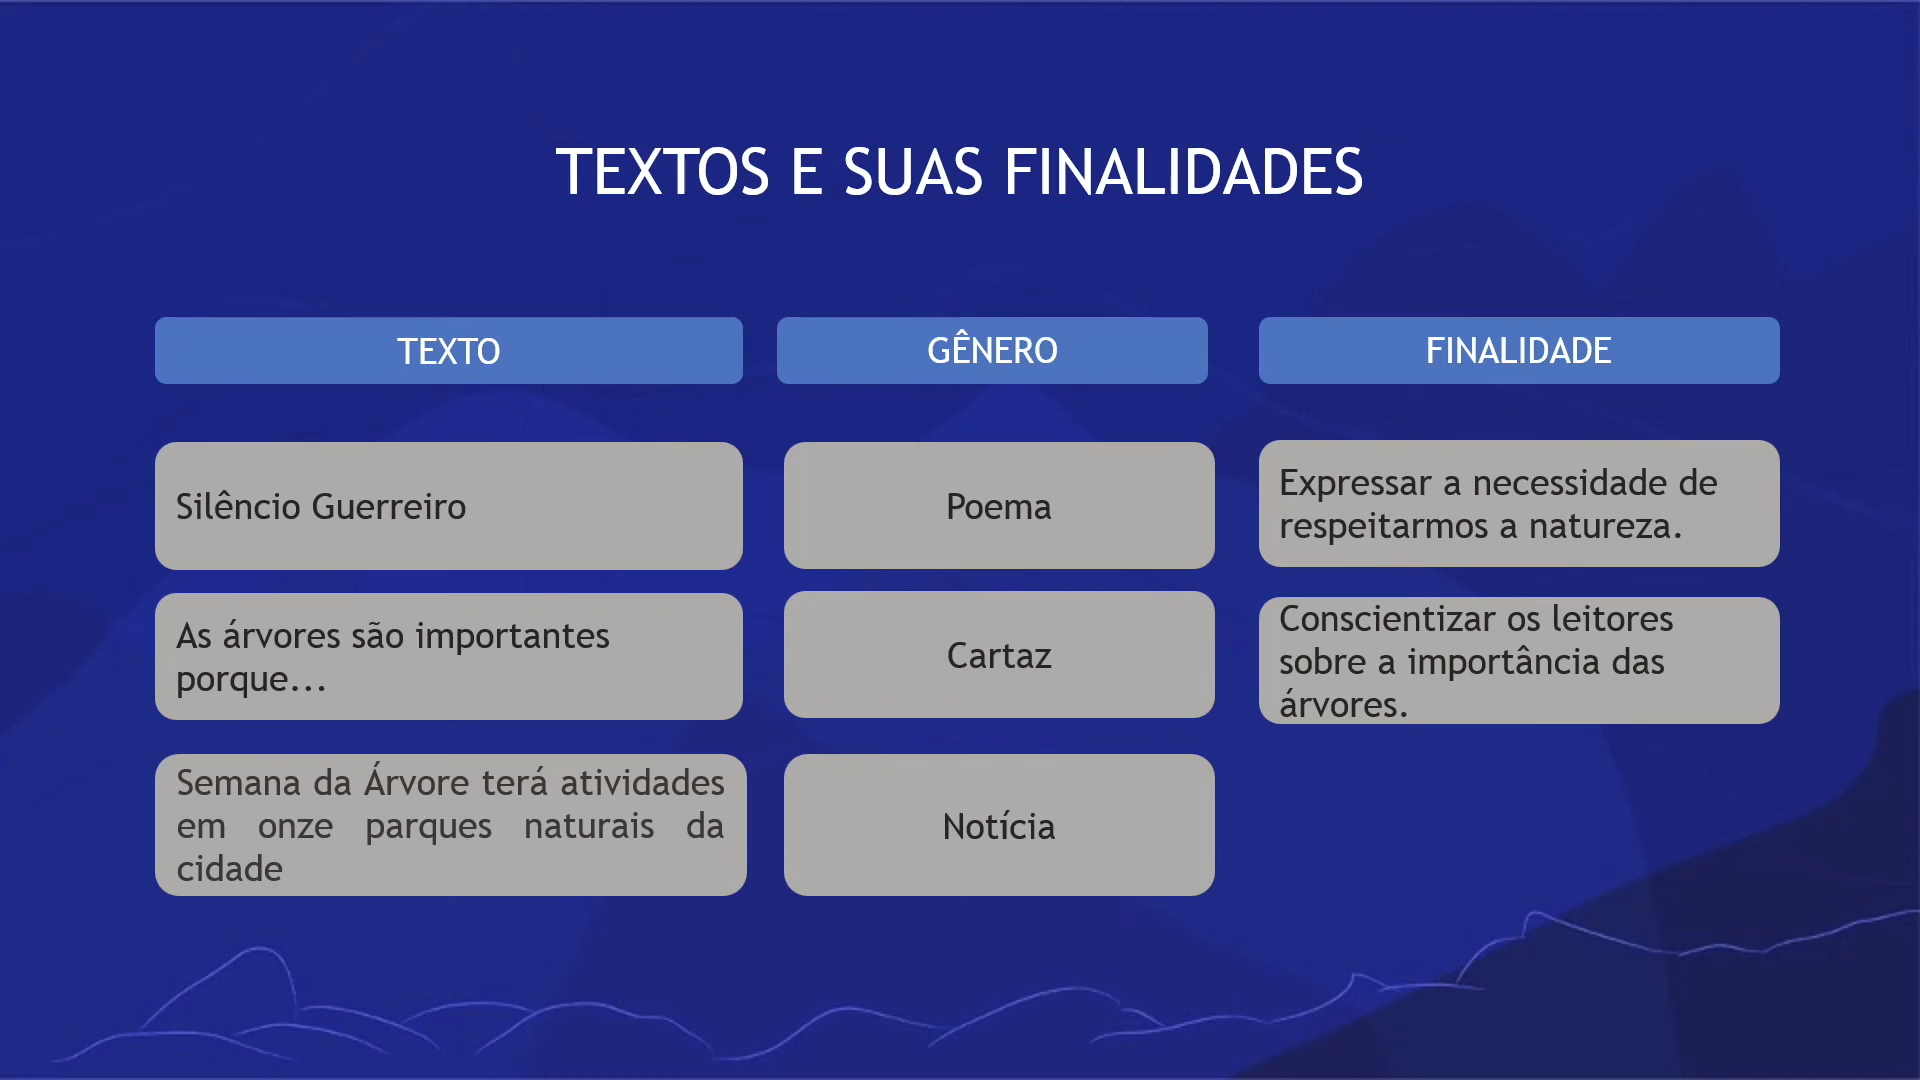 TEXTOS E SUAS FINALIDADES
TEXTO
GÊNERO
FINALIDADE
Silêncio Guerreiro
Poema
Expressar a necessidade de
respeitarmos a natureza.
As árvores são importantes
porque...
Cartaz
Conscientizar os leitores
sobre a importância das
árvores.
Semana da Árvore terá atividades
em onze parques naturais da
cidade
Notícia